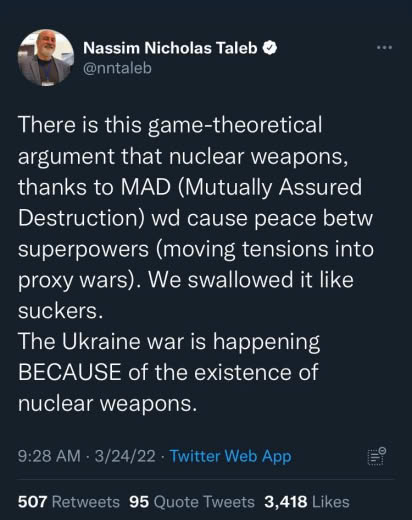 Nassim Nicholas Taleb
@nntaleb
There is this game-theoretical
argument that nuclear weapons,
thanks to MAD (Mutually Assured
Destruction) wd cause peace betw
superpowers (moving tensions into
proxy wars). We swallowed it like
suckers.
The Ukraine war is happening
BECAUSE of the existence of
nuclear weapons.
9:28 AM · 3/24/22 · Twitter Web App
507 Retweets 95 Quote Tweets 3,418 Likes